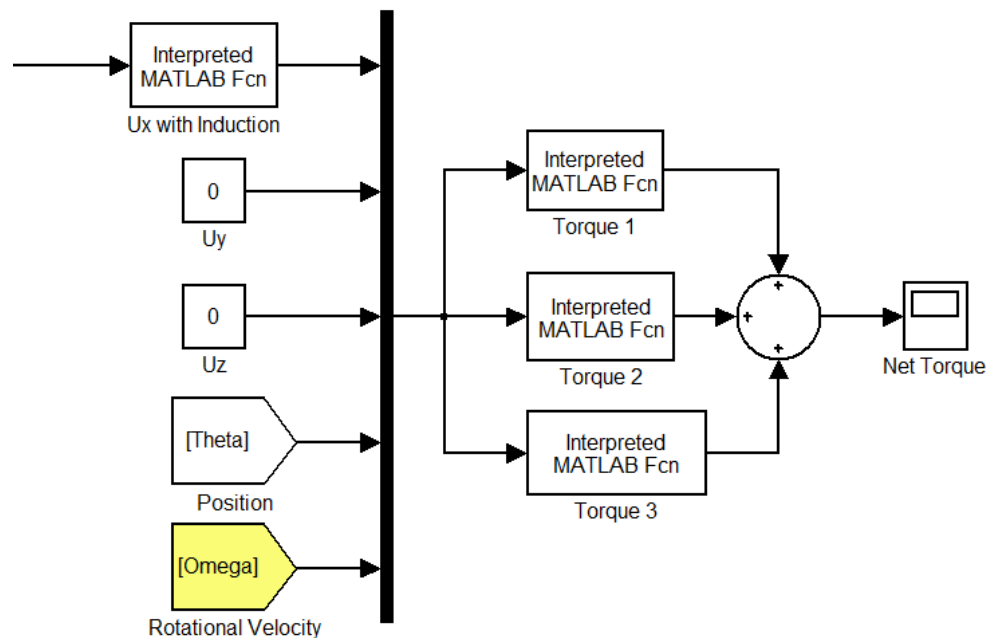 Interpreted
MATLAB Fcn
Ux with Induction
0
Uy
0
Uz
[Theta]
Position
[Omega]
Rotational Velocity
Interpreted
MATLAB Fcn
Torque 1
Interpreted
MATLAB Fcn
Torque 2
Interpreted
MATLAB Fcn
Torque 3
+
+
+
Net Torque